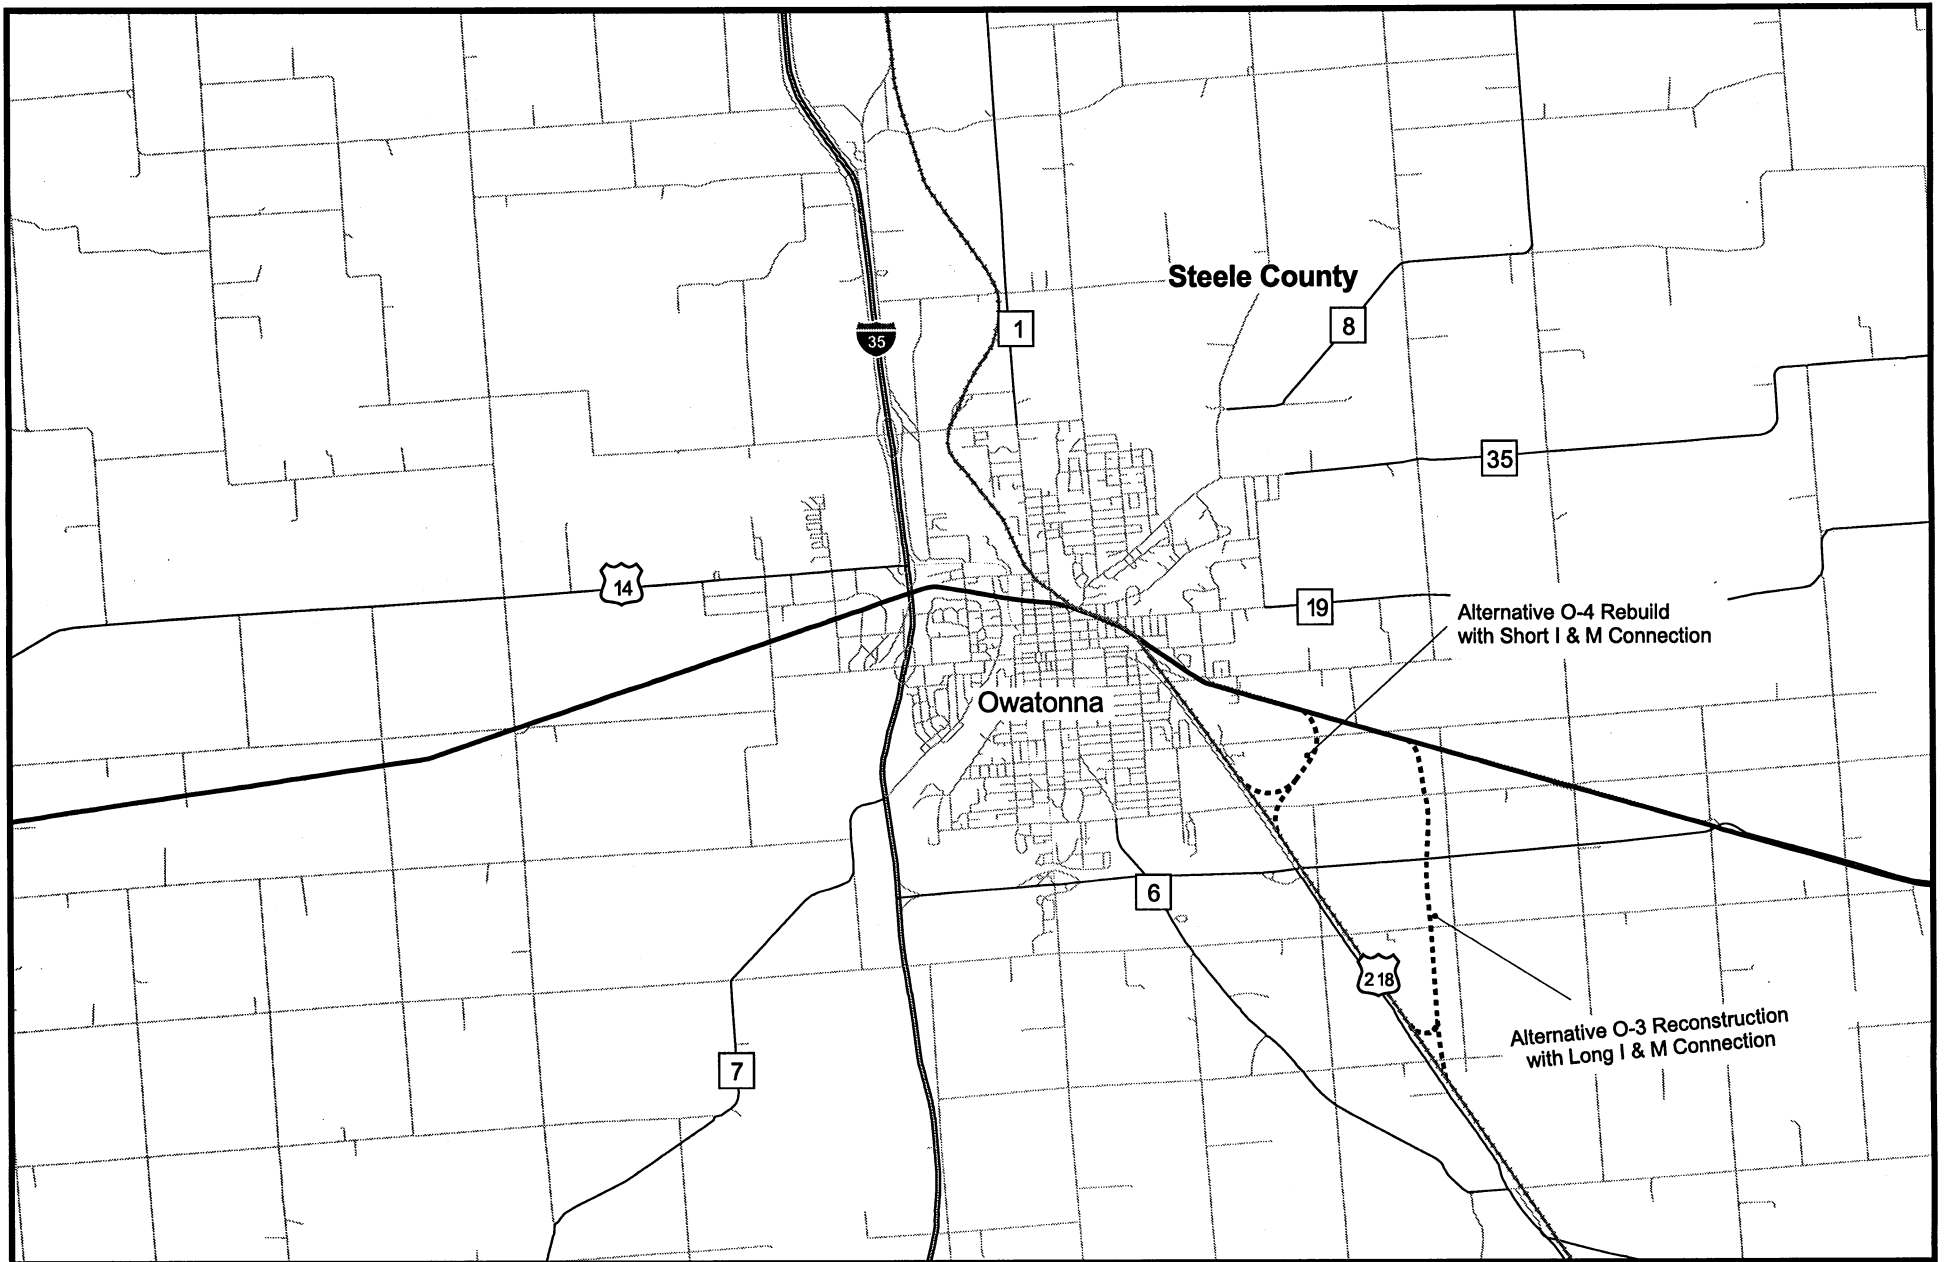 Steele County
1
8
35
35
14
19
Alternative O-4 Rebuild
with Short I & M Connection
Owatonna
6
218
Alternative O-3 Reconstruction
with Long I & M Connection
7